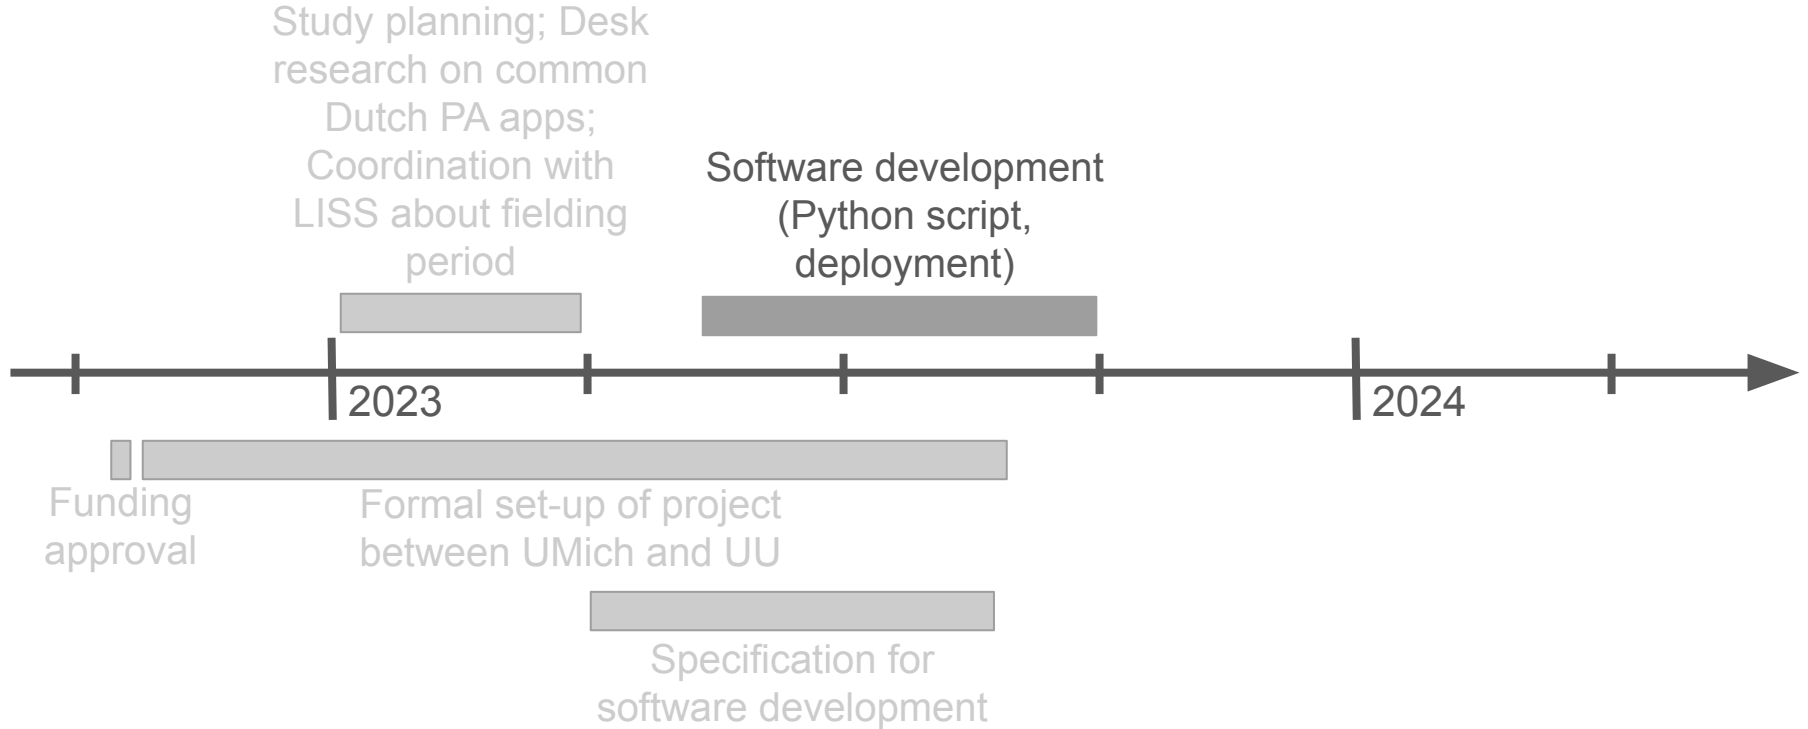 Study planning; Desk
research on common
Dutch PA apps;
Coordination with
LISS about fielding
period
Software development
(Python script,
deployment)
2023
2024
Funding
approval
Formal set-up of project
between UMich and UU
Specification for
software development